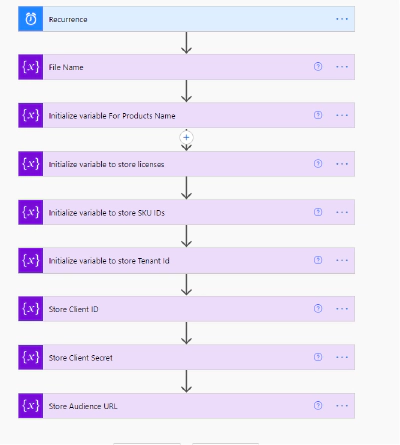 Recurrence
{x} File Name
{x} Initialize variable For Products Name
{x} Initialize variable to store licenses
{x} Initialize variable to store SKU IDs
{x} Initialize variable to store Tenant Id
{x} Store Client ID
{x} Store Client Secret
{x} Store Audience URL